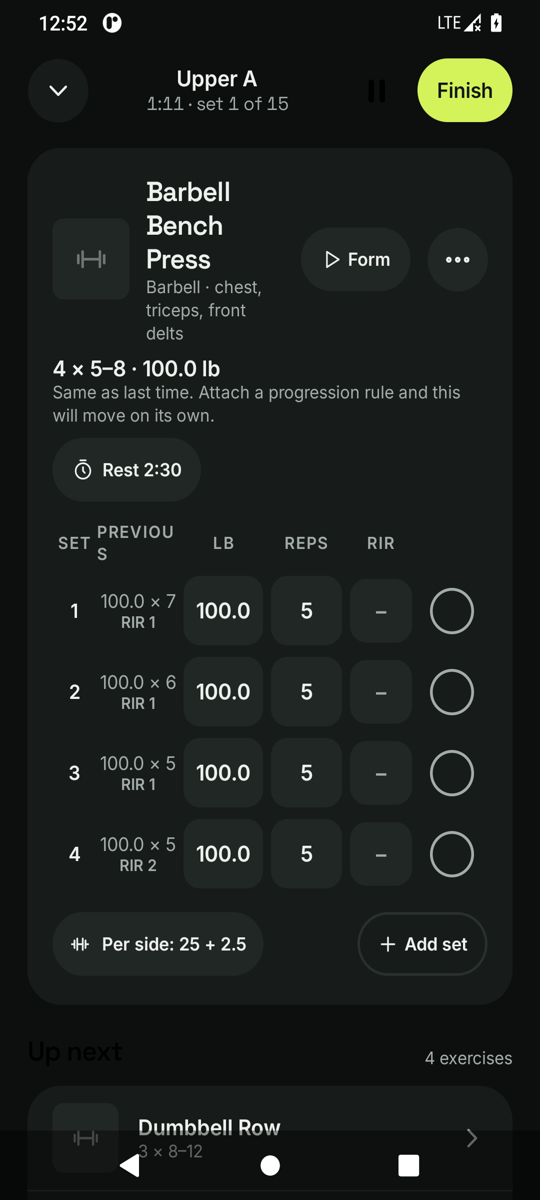 12:52
LTE
Upper A
1:11 · set 1 of 15
Finish
Barbell
Bench
Press
Barbell · chest,
triceps, front
delts
Form
4 × 5–8 · 100.0 lb
Same as last time. Attach a progression rule and this
will move on its own.
Rest 2:30
SET PREVIOU
S LB REPS RIR
1 100.0 × 7 100.0 5 –
RIR 1
2 100.0 × 6 100.0 5 –
RIR 1
3 100.0 × 5 100.0 5 –
RIR 1
4 100.0 × 5 100.0 5 –
RIR 2
Per side: 25 + 2.5
+ Add set
Up next
4 exercises
Dumbbell Row
3 × 8–12